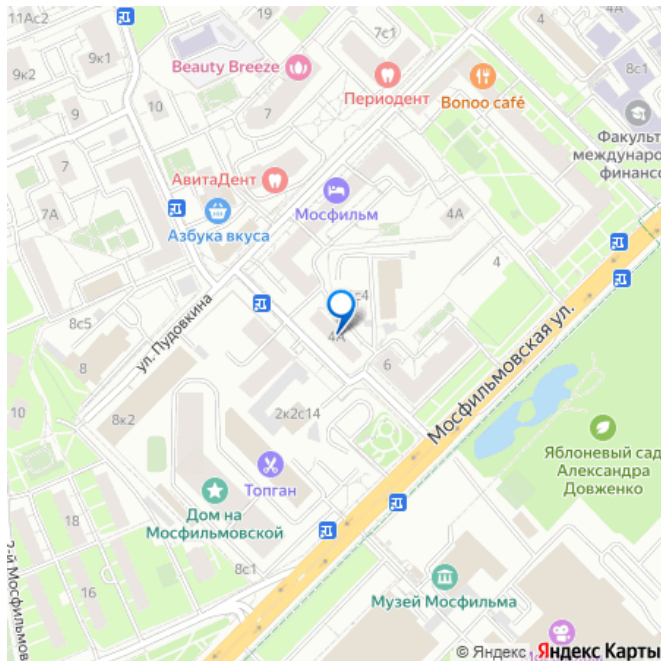 11Ас2
7с1
4А
9к1
9к2
Beauty Breeze
8с1
Периодент
Bonoo café
10
7
9
Факульт
международ
финансо
АвитаДент
7
Мосфильм
7А
4А
Азбука вкуса
4
с4
8с5
ул. Пудовкина
4А
Мосфильмовская ул.
8
6
10
2к2с14
8к2
Яблоневый сад
Александра
Довженко
Топган
Дом на
Мосфильмовской
18
2-й Мосфильмов
8с1
16
Музей Мосфильма
© Яндекс Яндекс Карты